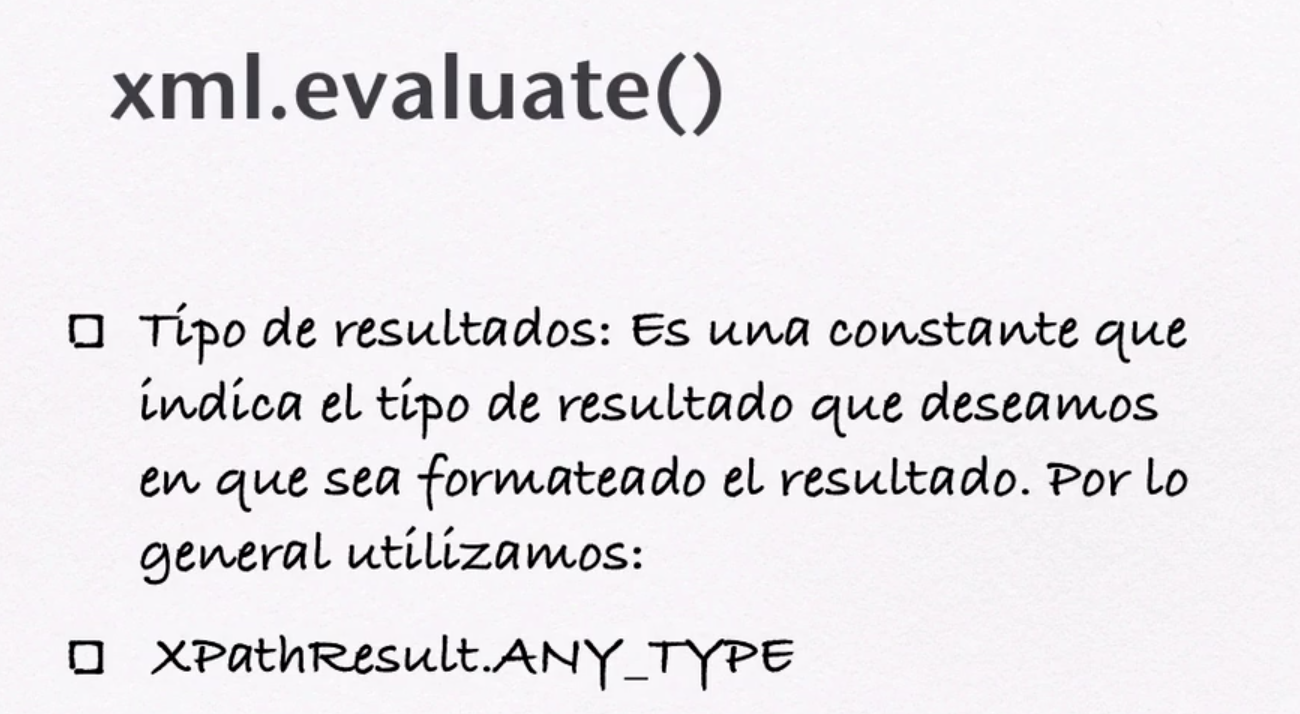 xml.evaluate()
Tipo de resultados: Es una constante que
indica el tipo de resultado que deseamos
en que sea formateado el resultado. Por lo
general utilizamos:
XPathResult.ANY_TYPE